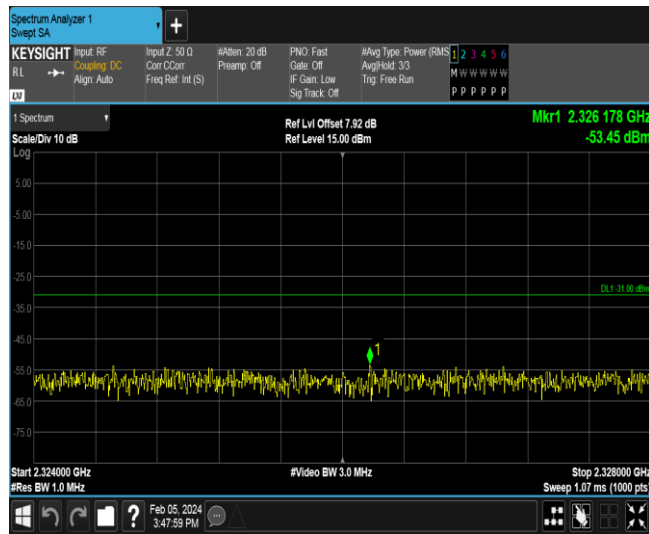 Spectrum Analyzer 1
Swept SA
+
KEYSIGHT Input: RF Input Z: 50 Ω #Atten: 20 dB PNO: Fast #Avg Type: Power (RMS 1 2 3 4 5 6
RL Coupling: DC Corr CCorr Preamp: Off Gate: Off Avg|Hold: 3/3 M W W W W W
Align: Auto Freq Ref: Int (S) IF Gain: Low Trig: Free Run
LXI Sig Track: Off P P P P P P
1 Spectrum Ref Lvl Offset 7.92 dB Mkr1 2.326 178 GHz
Scale/Div 10 dB Ref Level 15.00 dBm -53.45 dBm
Log
5.00
-5.00
-15.0
-25.0
DL1 -31.00 dBm
-35.0
-45.0
1
-55.0
-65.0
-75.0
Start 2.324000 GHz #Video BW 3.0 MHz Stop 2.328000 GHz
#Res BW 1.0 MHz Sweep 1.07 ms (1000 pts)
? Feb 05, 2024
3:47:59 PM